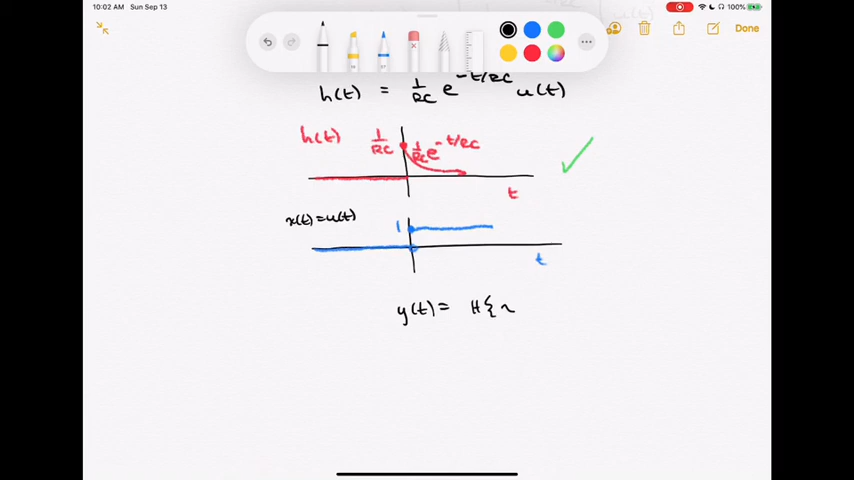 10:02 AM Sun Sep 13
100%
Done
h(t) = 1/RC e^-t/RC u(t)
h(t)
1/RC
1/RC e^-t/RC
t
x(t)=u(t)
1
t
y(t)= H{x